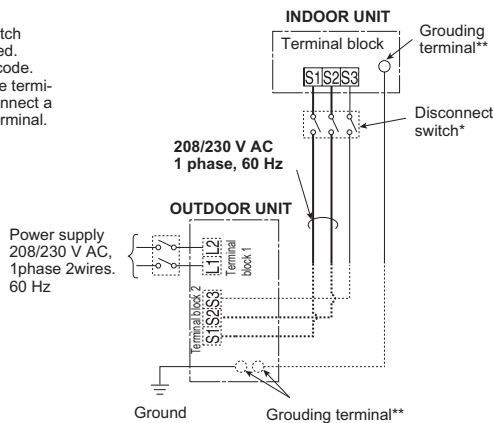 tch
ed.
code.
e termi-
nnect a
erminal.
INDOOR UNIT
Terminal block
Grouding
terminal**
S1 S2 S3
Disconnect
switch*
208/230 V AC
1 phase, 60 Hz
OUTDOOR UNIT
Power supply
208/230 V AC,
1phase 2wires.
60 Hz
L1 L2
Terminal
block 1
Terminal block 2
S1 S2 S3
Ground
Grouding terminal**